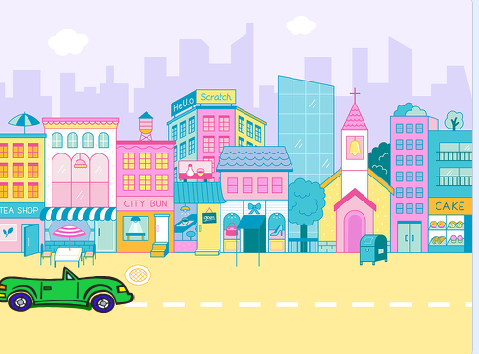 Hello Scratch
TEA SHOP
CITY BUN
CAKE